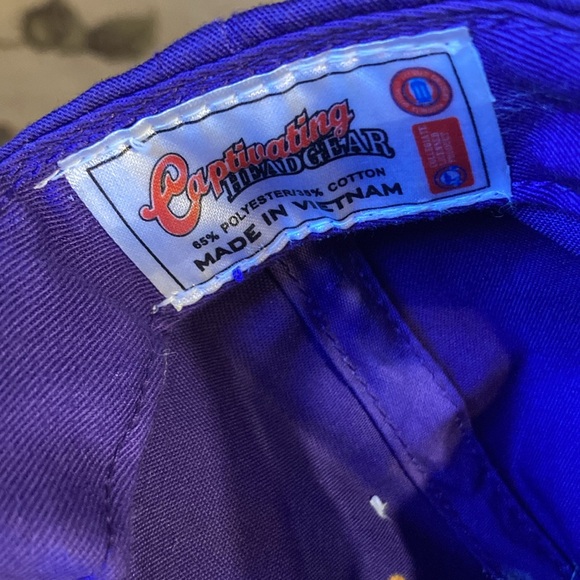 Captivating
HEADGEAR
65% POLYESTER/35% COTTON
MADE IN VIETNAM